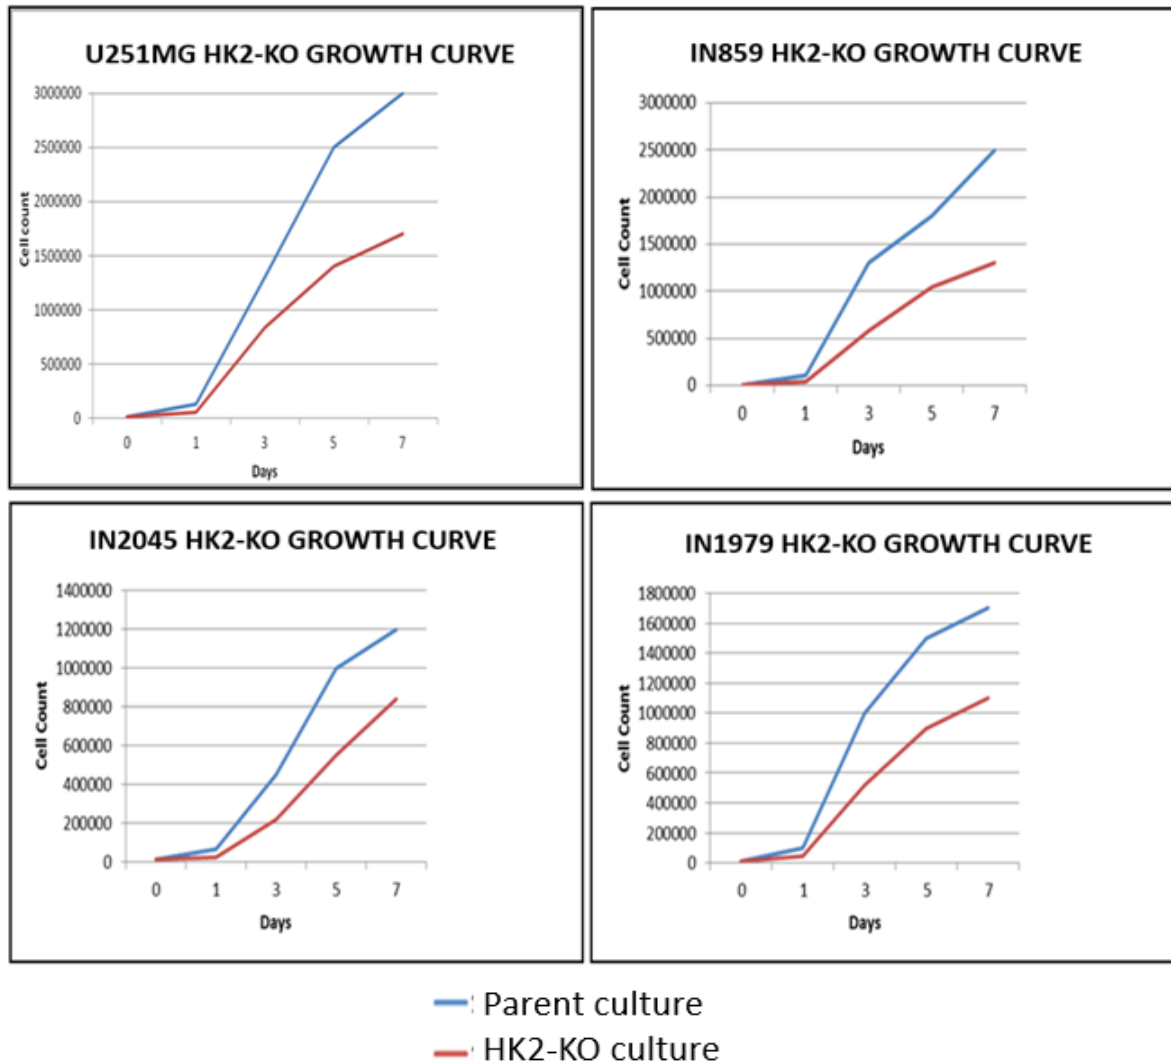 U251MG HK2-KO GROWTH CURVE
3000000
2500000
2000000
1500000
1000000
500000
0
Cell count
0 1 3 5 7
Days
IN859 HK2-KO GROWTH CURVE
3000000
2500000
2000000
1500000
1000000
500000
0
Cell Count
0 1 3 5 7
Days
IN2045 HK2-KO GROWTH CURVE
1400000
1200000
1000000
800000
600000
400000
200000
0
Cell Count
0 1 3 5 7
Days
IN1979 HK2-KO GROWTH CURVE
1800000
1600000
1400000
1200000
1000000
800000
600000
400000
200000
0
Cell Count
0 1 3 5 7
Days
Parent culture
HK2-KO culture